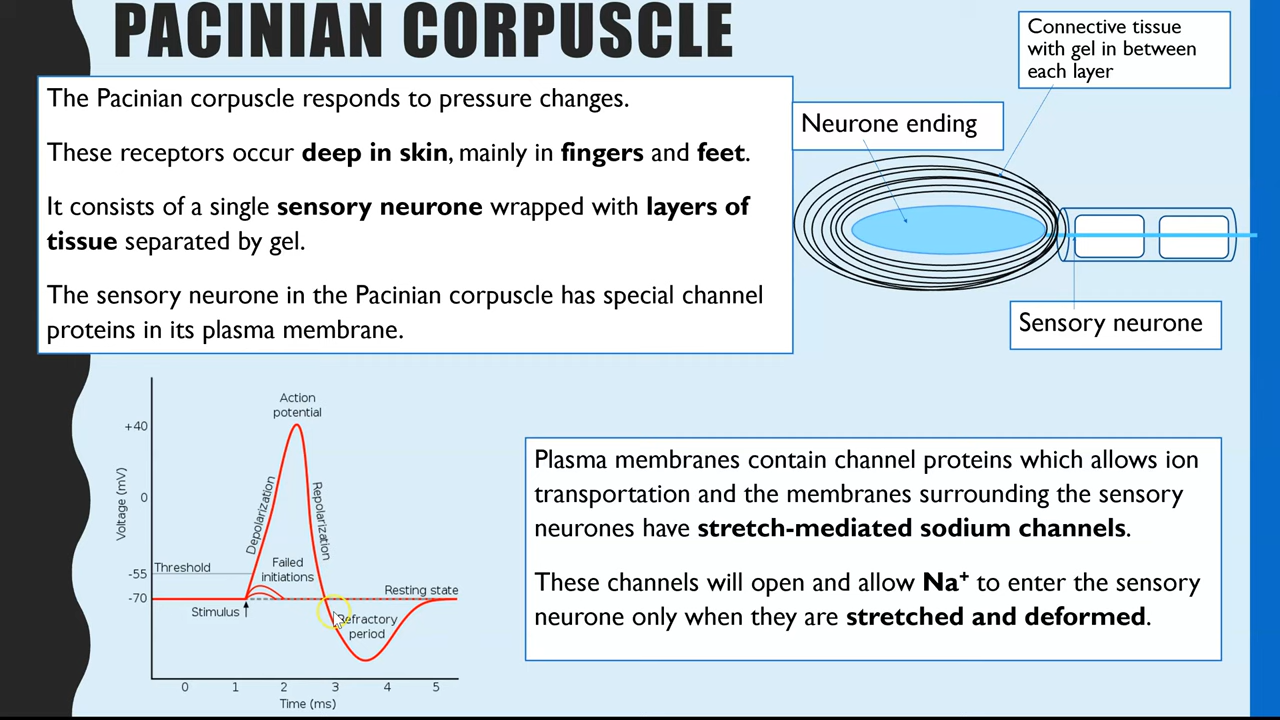 PACINIAN CORPUSCLE
Connective tissue
with gel in between
each layer
The Pacinian corpuscle responds to pressure changes.
Neurone ending
These receptors occur deep in skin, mainly in fingers and feet.
It consists of a single sensory neurone wrapped with layers of
tissue separated by gel.
The sensory neurone in the Pacinian corpuscle has special channel
proteins in its plasma membrane.
Sensory neurone
Action
potential
+40
Voltage (mV)
0
Depolarization
Repolarization
-55
Threshold
Failed
initiations
-70
Resting state
Stimulus
Refractory
period
0 1 2 3 4 5
Time (ms)
Plasma membranes contain channel proteins which allows ion
transportation and the membranes surrounding the sensory
neurones have stretch-mediated sodium channels.
These channels will open and allow Na⁺ to enter the sensory
neurone only when they are stretched and deformed.